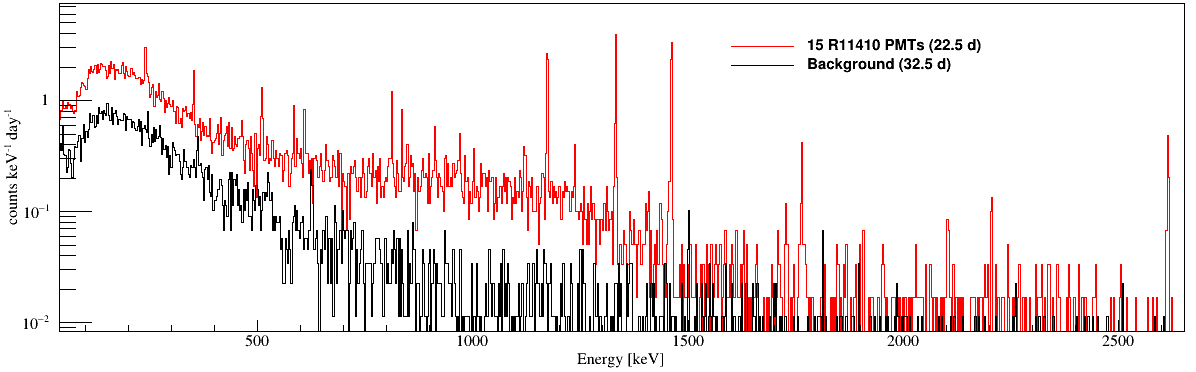 15 R11410 PMTs (22.5 d)
Background (32.5 d)
counts keV⁻¹ day⁻¹
1
10⁻¹
10⁻²
500
1000
1500
2000
2500
Energy [keV]